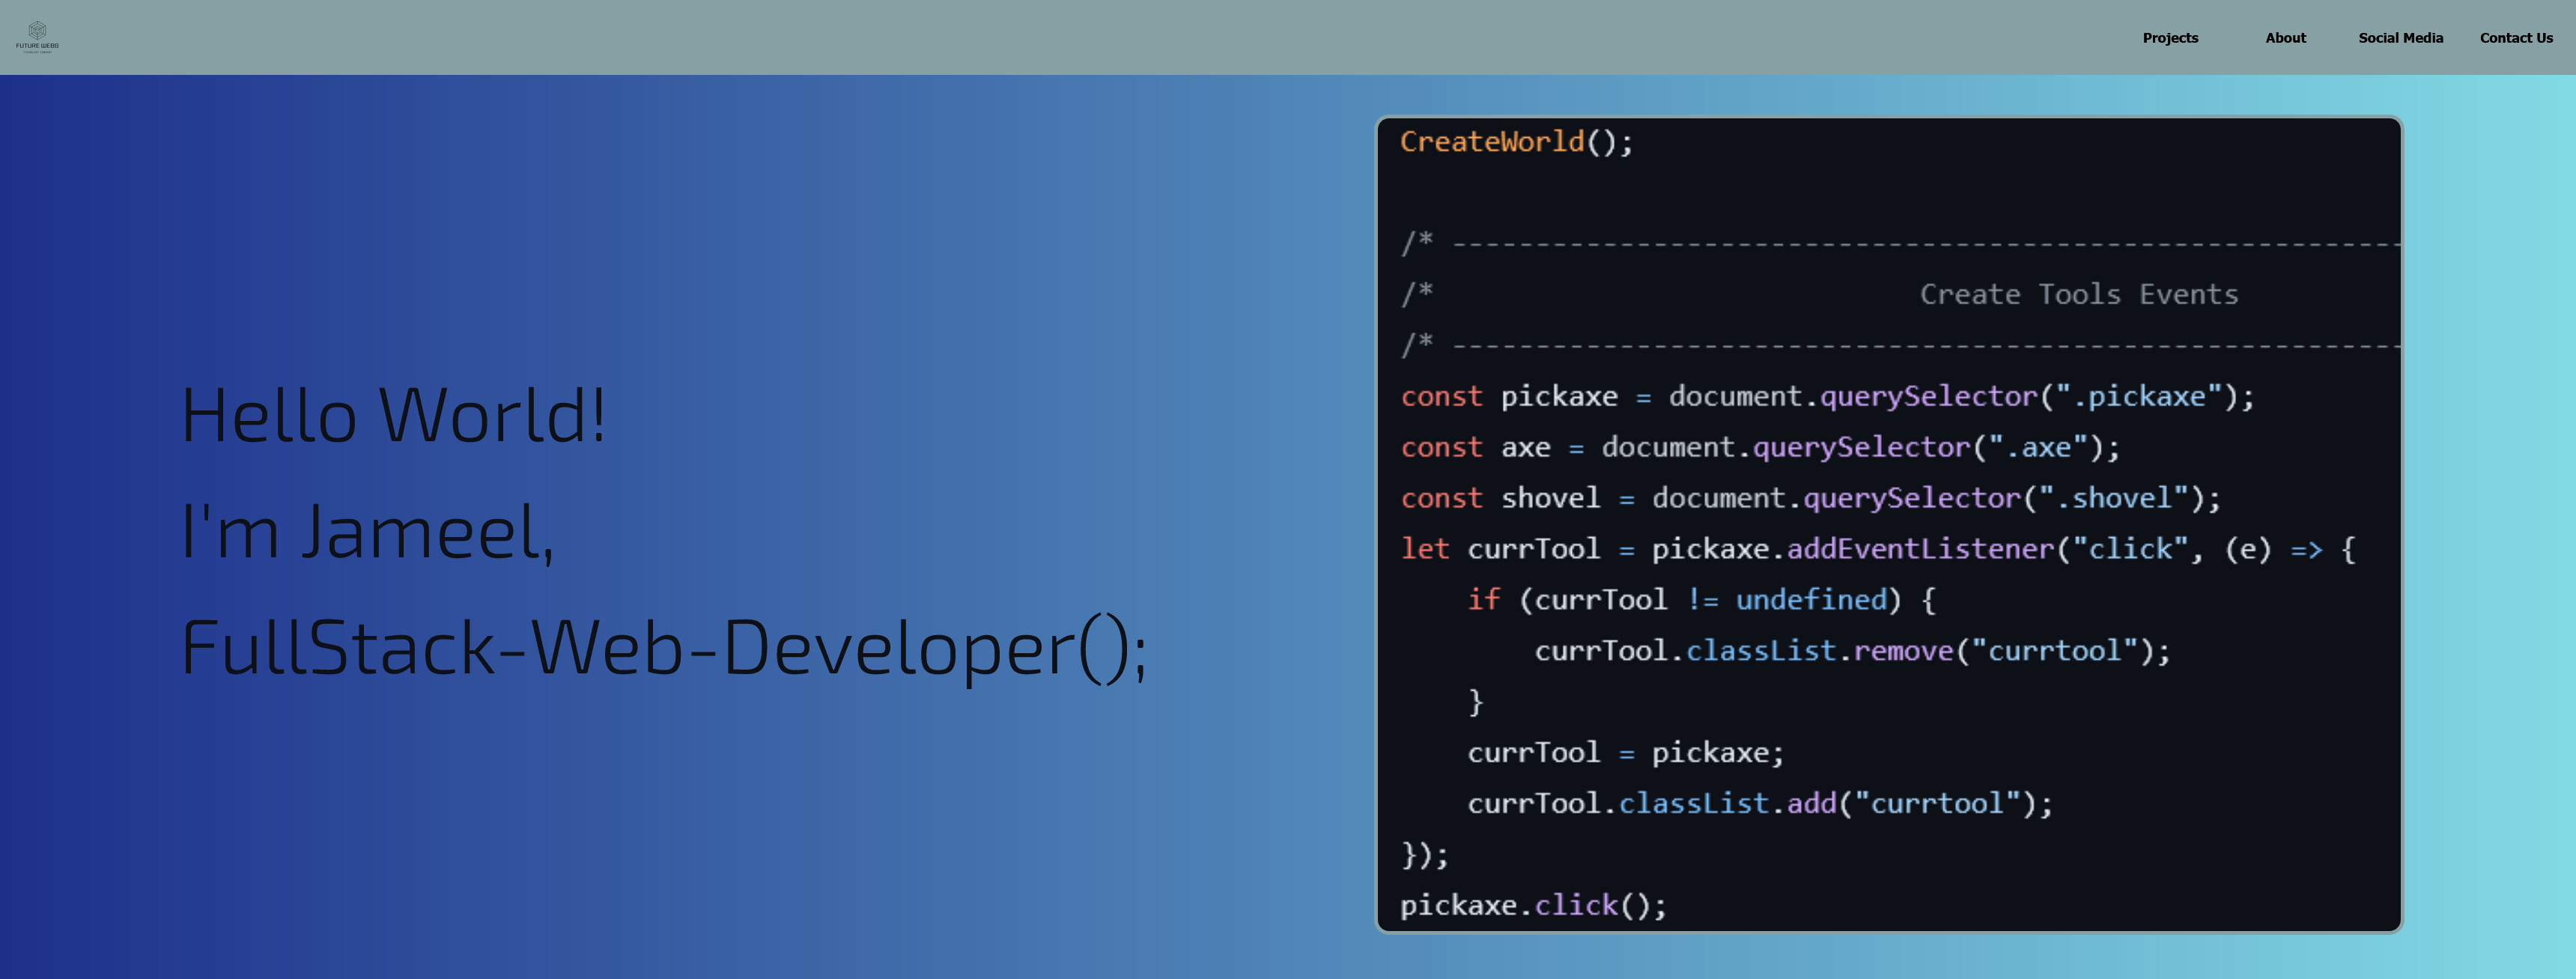 FUTURE WEBS
Projects
About
Social Media
Contact Us
Hello World!
I'm Jameel,
FullStack-Web-Developer();
CreateWorld();
/* ---------------------------------------------------------
/* Create Tools Events
/* ---------------------------------------------------------
const pickaxe = document.querySelector(".pickaxe");
const axe = document.querySelector(".axe");
const shovel = document.querySelector(".shovel");
let currTool = pickaxe.addEventListener("click", (e) => {
    if (currTool != undefined) {
        currTool.classList.remove("currtool");
    }
    currTool = pickaxe;
    currTool.classList.add("currtool");
});
pickaxe.click();